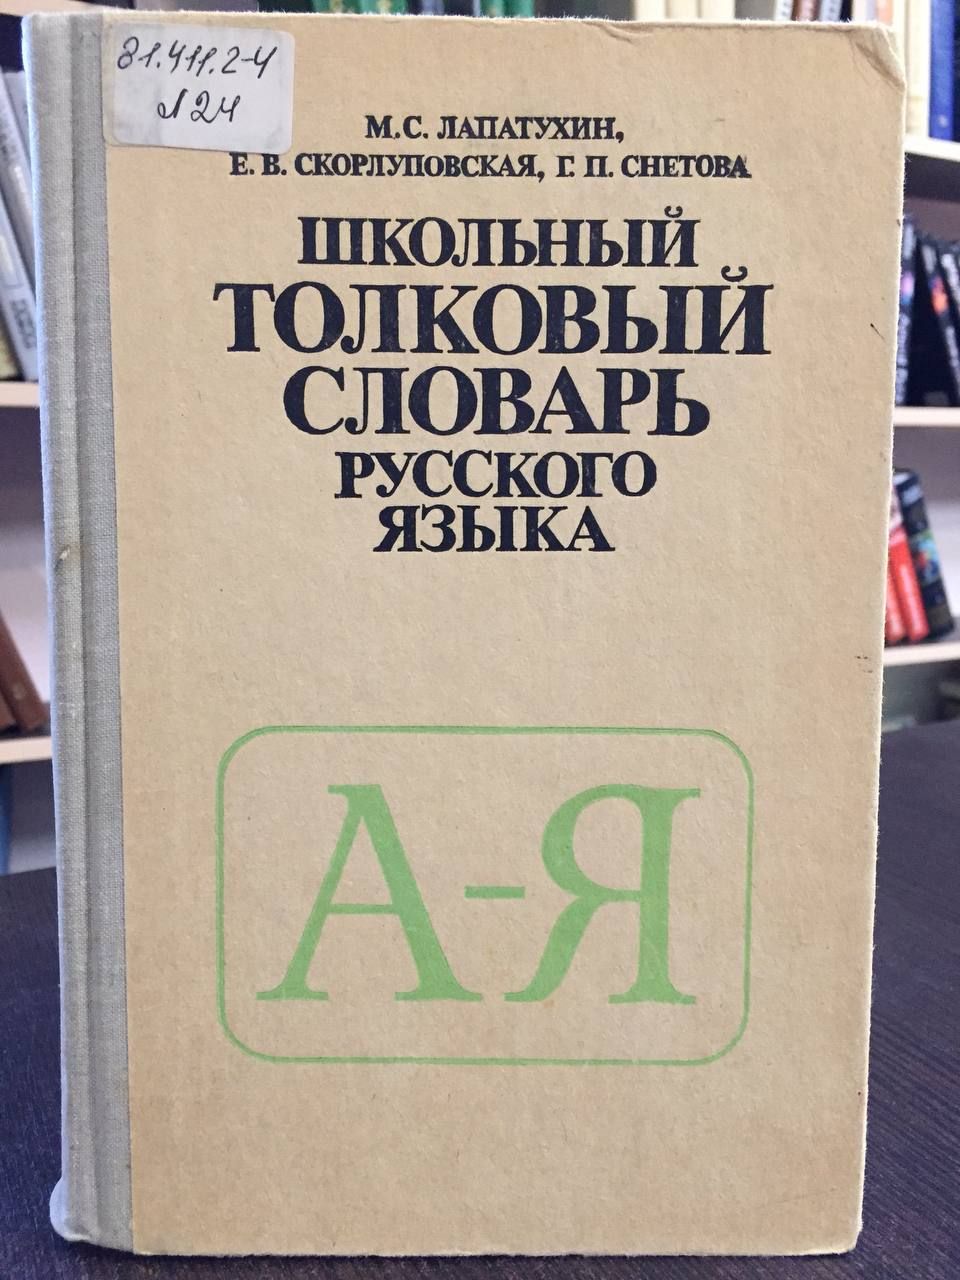 81.411.2-4
Л24
М.С. ЛАПАТУХИН,
Е. В. СКОРЛУПОВСКАЯ, Г. П. СНЕТОВА
ШКОЛЬНЫЙ
ТОЛКОВЫЙ
СЛОВАРЬ
РУССКОГО
ЯЗЫКА
А-Я